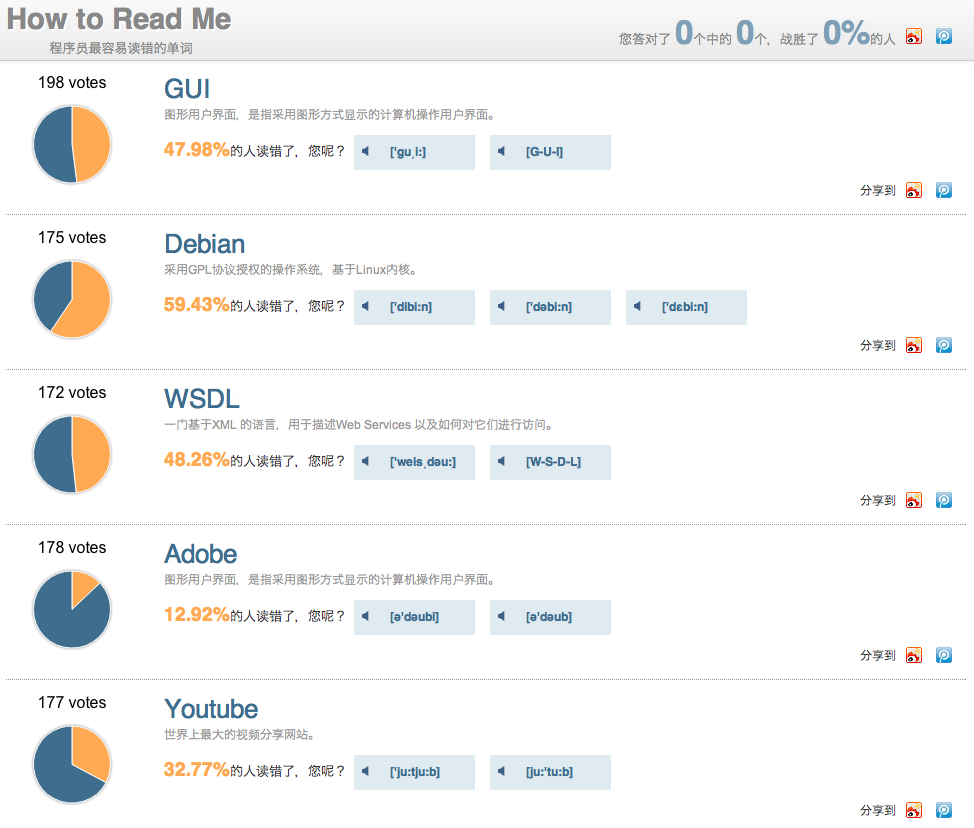 How to Read Me
程序员最容易读错的单词
您答对了 0个中的 0个，战胜了 0%的人
198 votes
GUI
图形用户界面，是指采用图形方式显示的计算机操作用户界面。
47.98%的人读错了，您呢？ ['guˌi:] [G-U-I]
分享到
175 votes
Debian
采用GPL协议授权的操作系统，基于Linux内核。
59.43%的人读错了，您呢？ ['dibi:n] ['dəbi:n] ['dɛbi:n]
分享到
172 votes
WSDL
一门基于XML 的语言，用于描述Web Services 以及如何对它们进行访问。
48.26%的人读错了，您呢？ ['weisˌdəu:] [W-S-D-L]
分享到
178 votes
Adobe
图形用户界面，是指采用图形方式显示的计算机操作用户界面。
12.92%的人读错了，您呢？ [ə'dəubi] [ə'dəub]
分享到
177 votes
Youtube
世界上最大的视频分享网站。
32.77%的人读错了，您呢？ ['ju:tju:b] [ju:'tu:b]
分享到